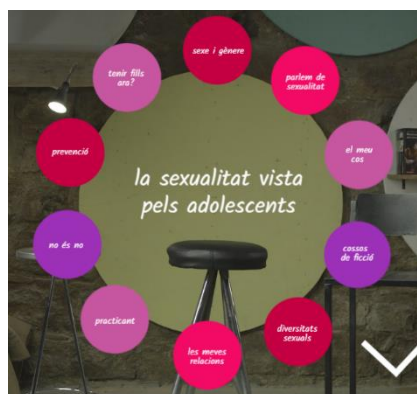 la sexualitat vista
pels adolescents
sexe i gènere
parlem de
sexualitat
el meu
cos
cossos
de ficció
diversitats
sexuals
les meves
relacions
practicant
no és no
prevenció
tenir fills
ara?